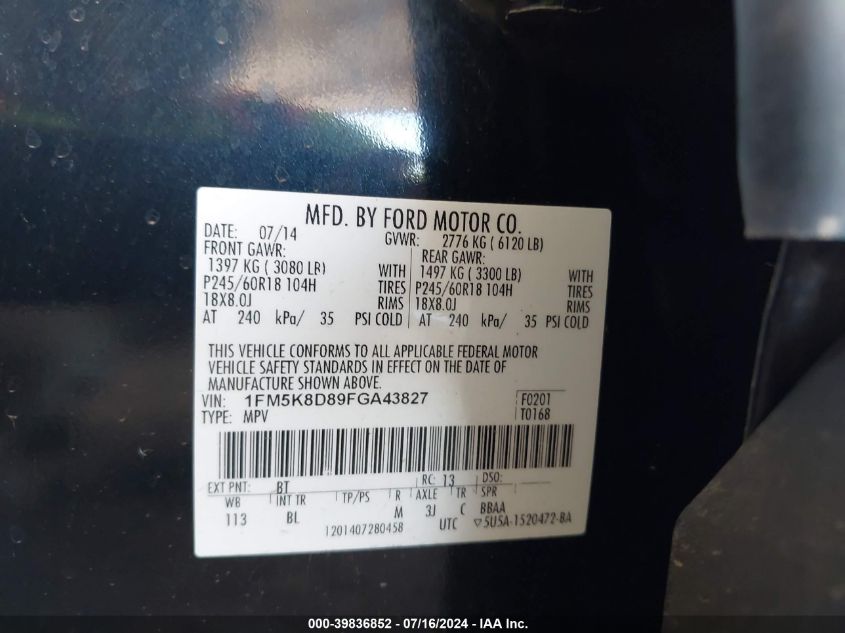 MFD. BY FORD MOTOR CO.
DATE: 07/14 GVWR: 2776 KG ( 6120 LB)
FRONT GAWR: REAR GAWR:
1397 KG ( 3080 LB) WITH 1497 KG ( 3300 LB) WITH
P245/60R18 104H TIRES P245/60R18 104H TIRES
18X8.0J RIMS 18X8.0J RIMS
AT 240 kPa/ 35 PSI COLD AT 240 kPa/ 35 PSI COLD
THIS VEHICLE CONFORMS TO ALL APPLICABLE FEDERAL MOTOR
VEHICLE SAFETY STANDARDS IN EFFECT ON THE DATE OF
MANUFACTURE SHOWN ABOVE.
VIN: 1FM5K8D89FGA43827 F0201
TYPE: MPV T0168
EXT PNT: BT RC: 13 DSO:
WB INT TR TP/PS R AXLE TR SPR
113 BL M 3J C BBAA
1201407280458 UTC ▽5U5A-1520472-BA
000-39836852 - 07/16/2024 - IAA Inc.